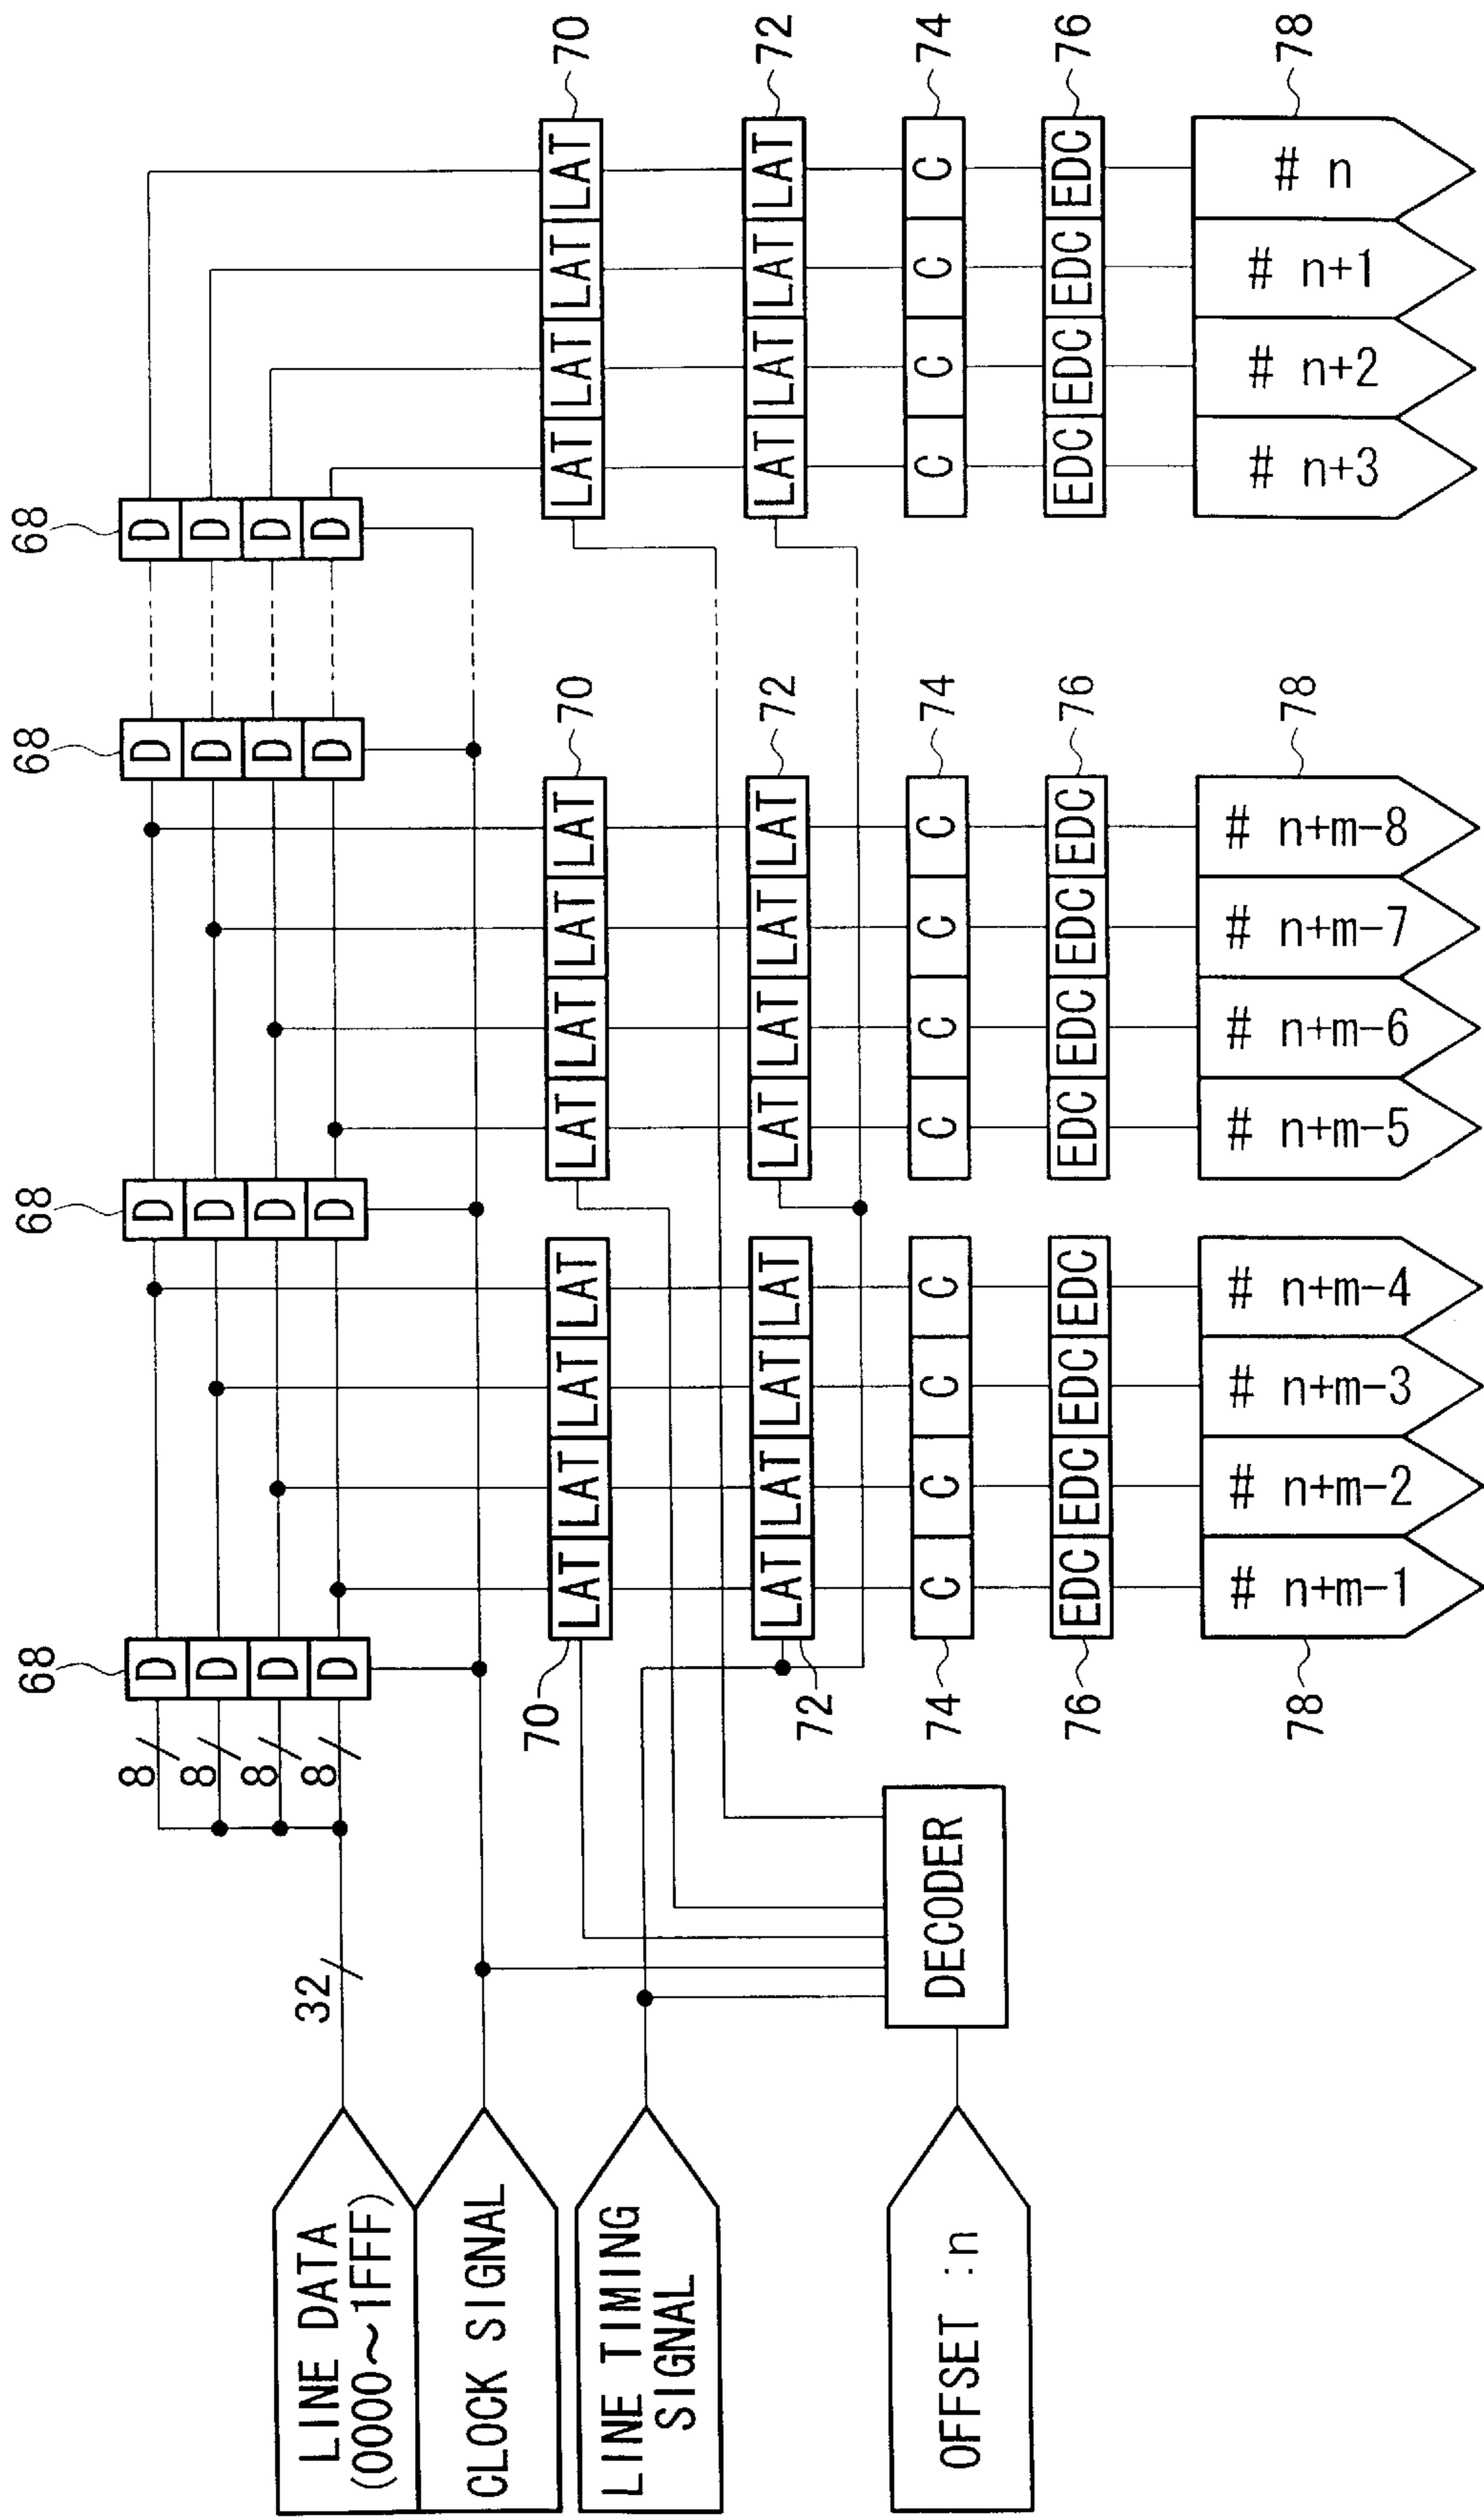 68 68 68 68
8 D D D D
8 D D D D
8 D D D D
8 D D D D
32
LINE DATA
(0000~1FFF)
CLOCK SIGNAL
70 LAT LAT LAT LAT LAT LAT LAT LAT 70 LAT LAT LAT LAT 70
LINE TIMING
SIGNAL
72 LAT LAT LAT LAT LAT LAT LAT LAT 72 LAT LAT LAT LAT 72
74 C C C C C C C C 74 C C C C 74
DECODER
OFFSET :n
76 EDC EDC EDC EDC EDC EDC EDC EDC 76 EDC EDC EDC EDC 76
78 # n+m-1 # n+m-2 # n+m-3 # n+m-4 # n+m-5 # n+m-6 # n+m-7 # n+m-8 78 # n+3 # n+2 # n+1 # n 78